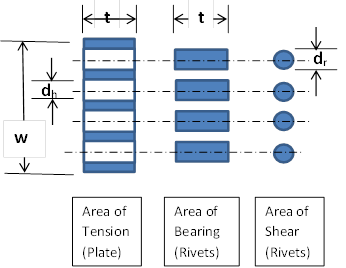 t
t
dr
dh
w
Area of
Tension
(Plate)
Area of
Bearing
(Rivets)
Area of
Shear
(Rivets)